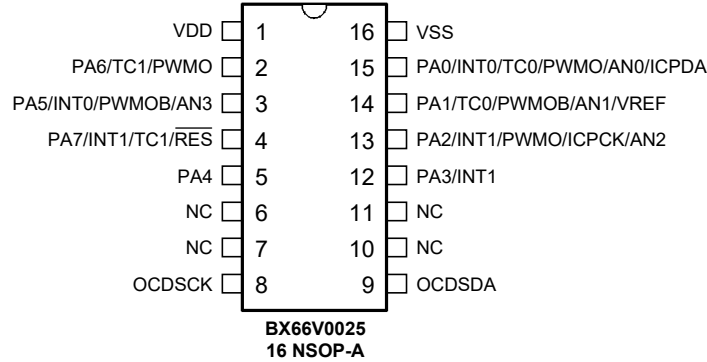 VDD 1 16 VSS
PA6/TC1/PWMO 2 15 PA0/INT0/TC0/PWMO/AN0/ICPDA
PA5/INT0/PWMOB/AN3 3 14 PA1/TC0/PWMOB/AN1/VREF
PA7/INT1/TC1/RES 4 13 PA2/INT1/PWMO/ICPCK/AN2
PA4 5 12 PA3/INT1
NC 6 11 NC
NC 7 10 NC
OCDSCK 8 9 OCDSDA
BX66V0025
16 NSOP-A